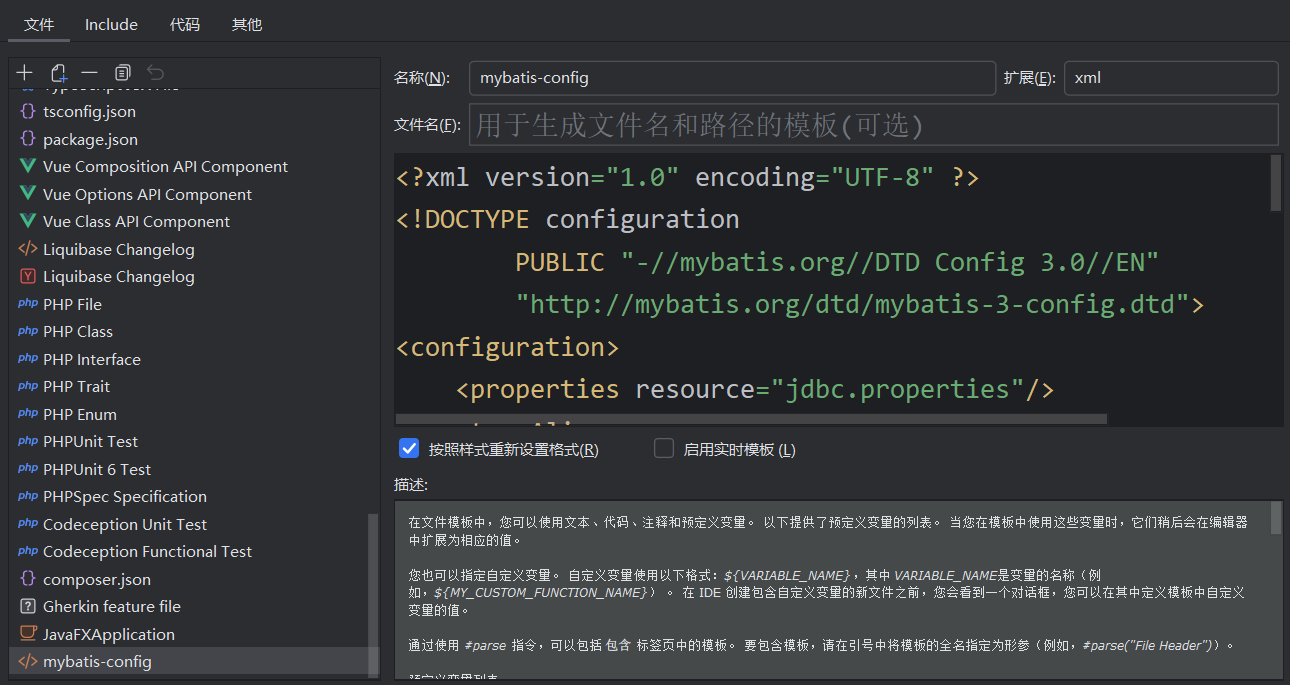 文件 Include 代码 其他
tsconfig.json
package.json
Vue Composition API Component
Vue Options API Component
Vue Class API Component
Liquibase Changelog
Liquibase Changelog
PHP File
PHP Class
PHP Interface
PHP Trait
PHP Enum
PHPUnit Test
PHPUnit 6 Test
PHPSpec Specification
Codeception Unit Test
Codeception Functional Test
composer.json
Gherkin feature file
JavaFXApplication
mybatis-config
名称(N): mybatis-config 扩展(E): xml
文件名(F): 用于生成文件名和路径的模板(可选)
<?xml version="1.0" encoding="UTF-8" ?>
<!DOCTYPE configuration
        PUBLIC "-//mybatis.org//DTD Config 3.0//EN"
        "http://mybatis.org/dtd/mybatis-3-config.dtd">
<configuration>
    <properties resource="jdbc.properties"/>
按照样式重新设置格式(R) 启用实时模板 (L)
描述:
在文件模板中，您可以使用文本、代码、注释和预定义变量。 以下提供了预定义变量的列表。 当您在模板中使用这些变量时，它们稍后会在编辑器
中扩展为相应的值。
您也可以指定自定义变量。 自定义变量使用以下格式：${VARIABLE_NAME}，其中 VARIABLE_NAME是变量的名称（例
如，${MY_CUSTOM_FUNCTION_NAME}） 。 在 IDE 创建包含自定义变量的新文件之前，您会看到一个对话框，您可以在其中定义模板中自定义
变量的值。
通过使用 #parse 指令，可以包括 包含 标签页中的模板。 要包含模板，请在引号中将模板的全名指定为形参（例如，#parse("File Header")）。
预定义变量列表